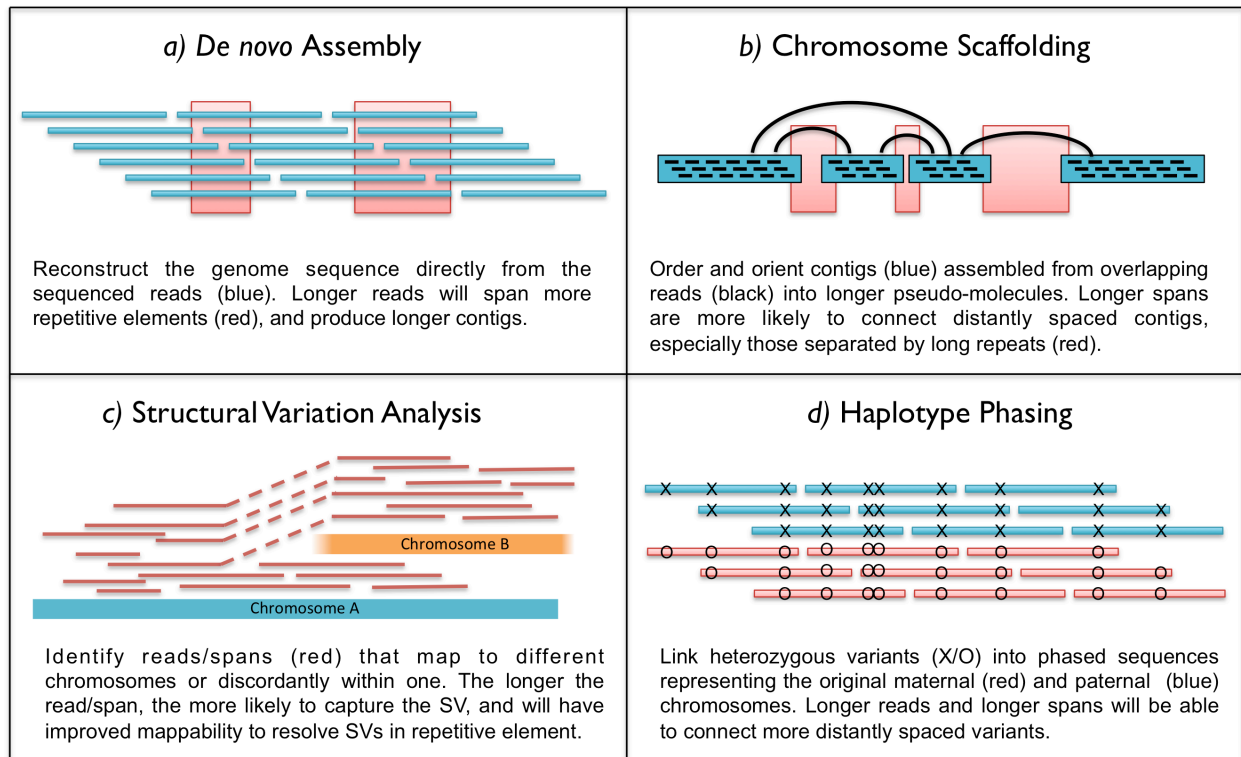 a) De novo Assembly
Reconstruct the genome sequence directly from the
sequenced reads (blue). Longer reads will span more
repetitive elements (red), and produce longer contigs.
b) Chromosome Scaffolding
Order and orient contigs (blue) assembled from overlapping
reads (black) into longer pseudo-molecules. Longer spans
are more likely to connect distantly spaced contigs,
especially those separated by long repeats (red).
c) Structural Variation Analysis
Chromosome B
Chromosome A
Identify reads/spans (red) that map to different
chromosomes or discordantly within one. The longer the
read/span, the more likely to capture the SV, and will have
improved mappability to resolve SVs in repetitive element.
d) Haplotype Phasing
X X X X XX X X X
X X X XX X X X X
X X XX X X X X
O O O O OO O O O
O O O OO O O O O
O O OO O O O O
Link heterozygous variants (X/O) into phased sequences
representing the original maternal (red) and paternal (blue)
chromosomes. Longer reads and longer spans will be able
to connect more distantly spaced variants.